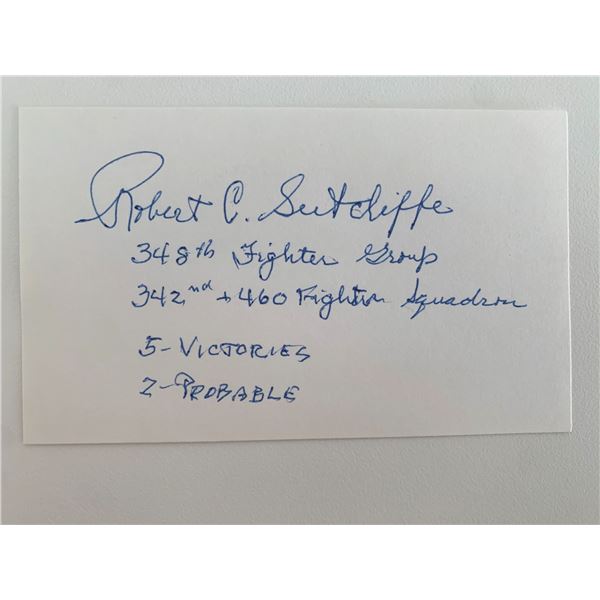 Robert C. Sutcliffe
348th Fighter Group
342nd + 460 Fighter Squadron
5-VICTORIES
2-PROBABLE